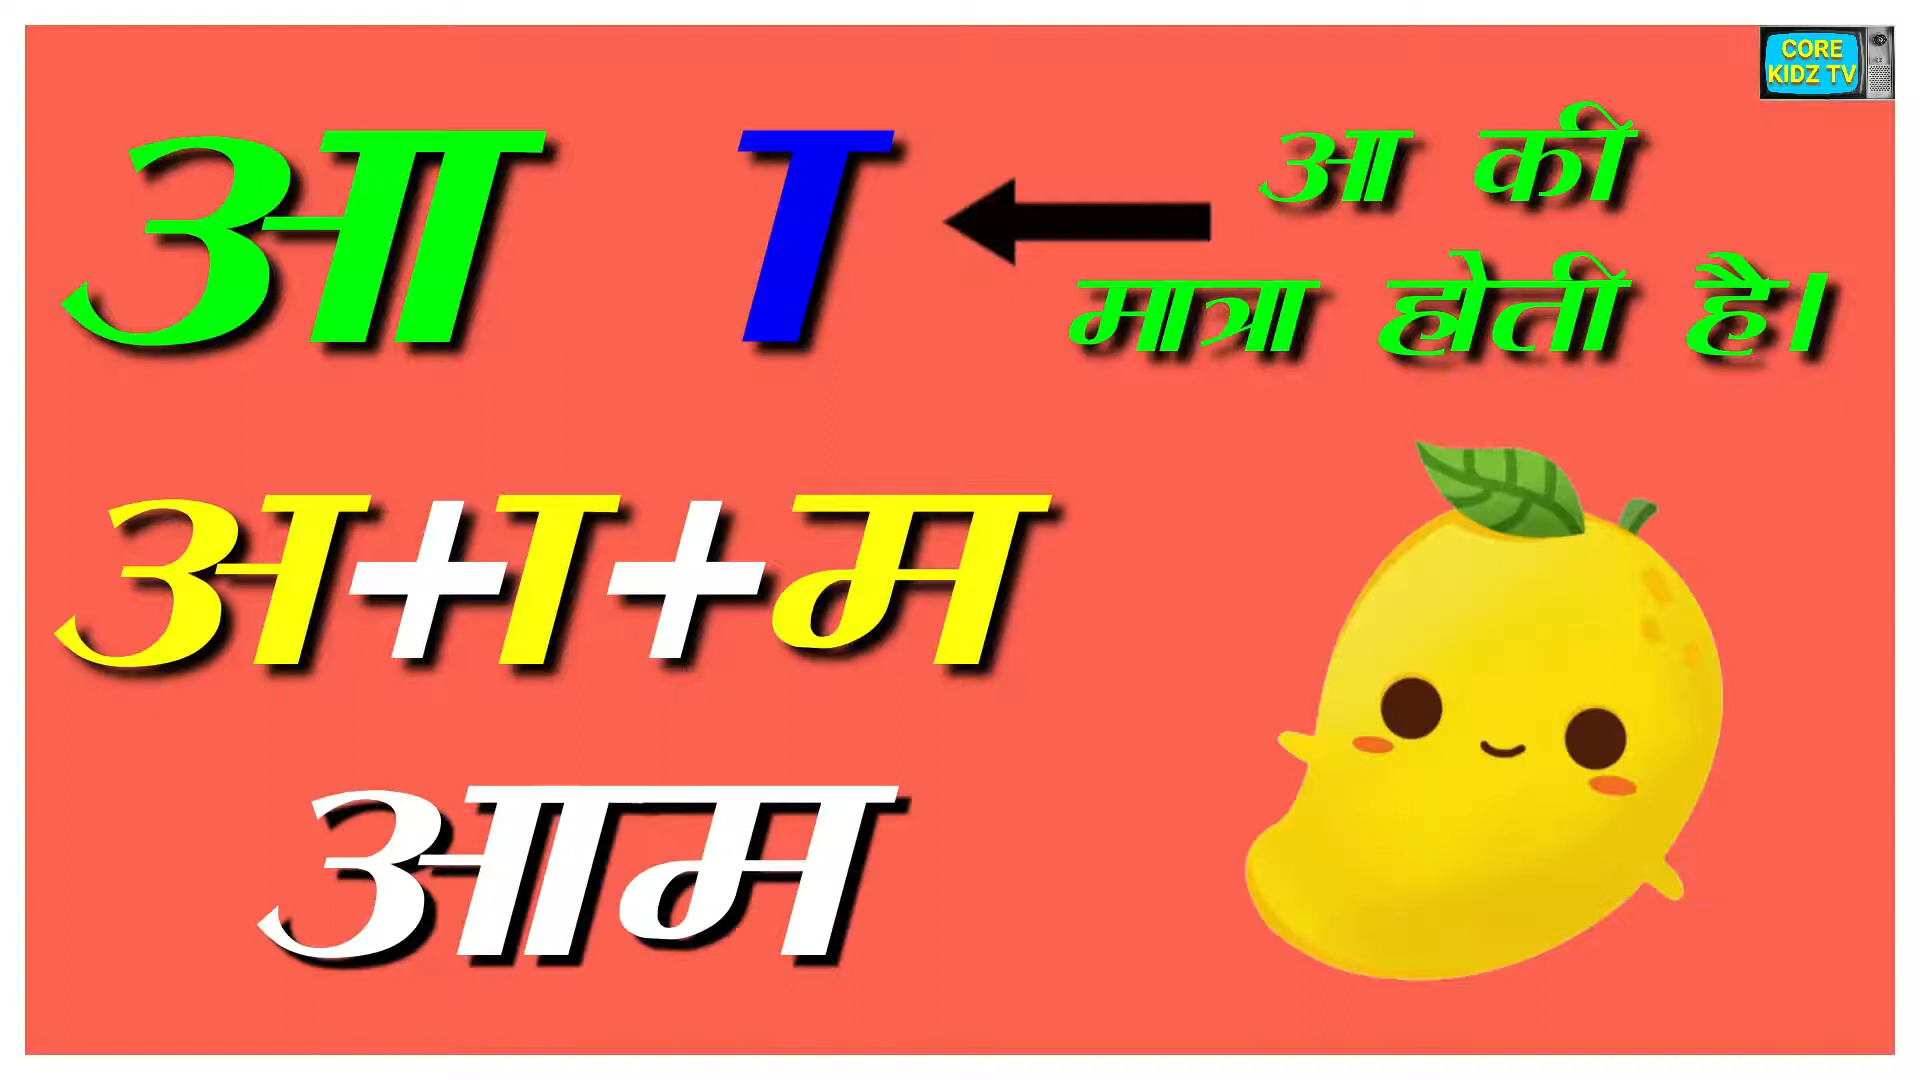 CORE
KIDZ TV
आ ा आ की
मात्रा होती है।
अ+ा+म
आम